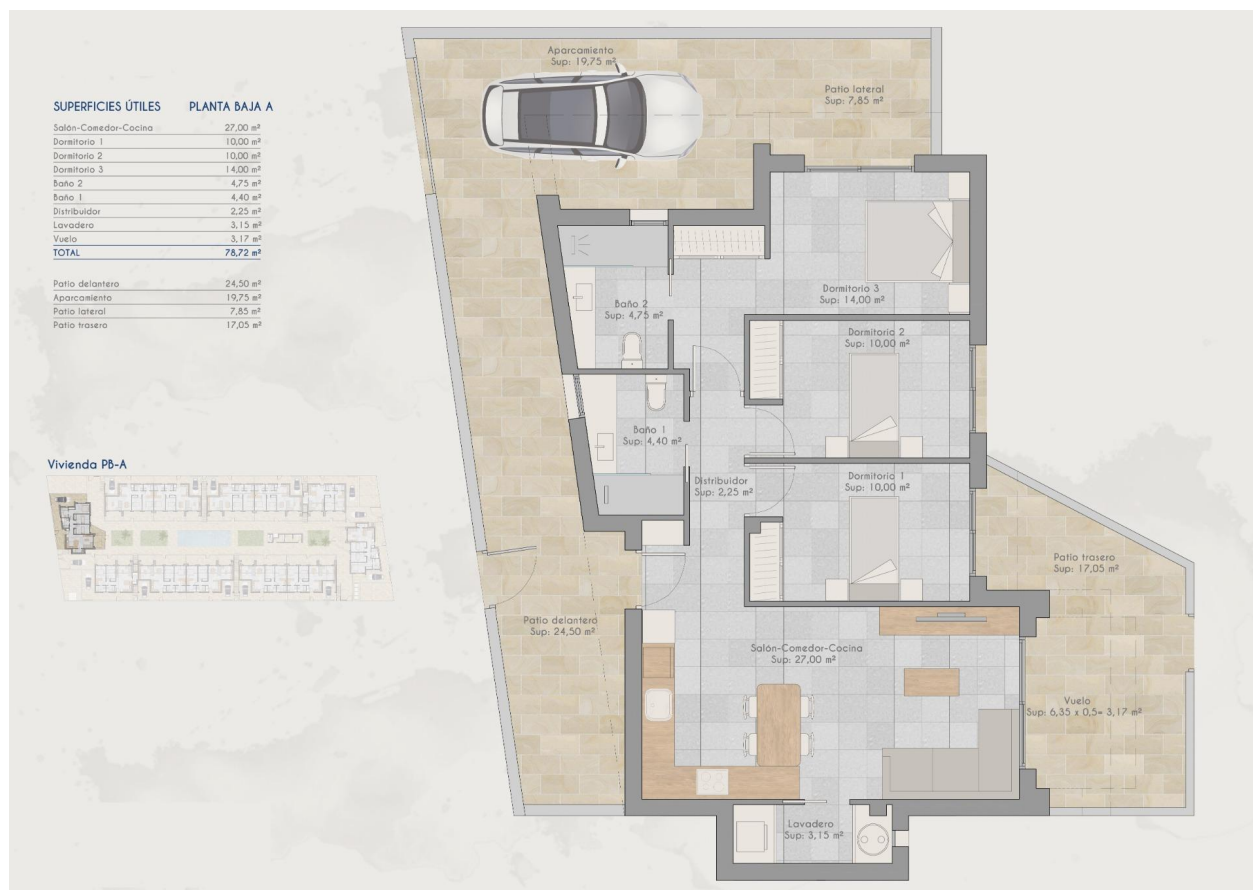 SUPERFICIES ÚTILES PLANTA BAJA A
Salón-Comedor-Cocina 27,00 m²
Dormitorio 1 10,00 m²
Dormitorio 2 10,00 m²
Dormitorio 3 14,00 m²
Baño 2 4,75 m²
Baño 1 4,40 m²
Distribuidor 2,25 m²
Lavadero 3,15 m²
Vuelo 3,17 m²
TOTAL 78,72 m²
Patio delantero 24,50 m²
Aparcamiento 19,75 m²
Patio lateral 7,85 m²
Patio trasero 17,05 m²
Vivienda PB-A
Aparcamiento
Sup: 19,75 m²
Patio lateral
Sup: 7,85 m²
Dormitorio 3
Sup: 14,00 m²
Baño 2
Sup: 4,75 m²
Dormitorio 2
Sup: 10,00 m²
Baño 1
Sup: 4,40 m²
Distribuidor
Sup: 2,25 m²
Dormitorio 1
Sup: 10,00 m²
Patio trasero
Sup: 17,05 m²
Patio delantero
Sup: 24,50 m²
Salón-Comedor-Cocina
Sup: 27,00 m²
Vuelo
Sup: 6,35 x 0,5= 3,17 m²
Lavadero
Sup: 3,15 m²